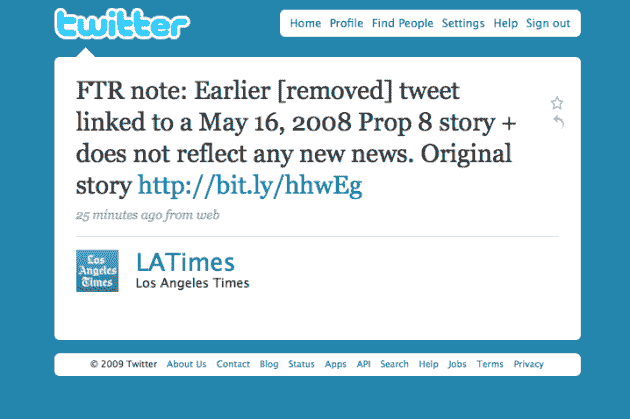 twitter
Home Profile Find People Settings Help Sign out
FTR note: Earlier [removed] tweet
linked to a May 16, 2008 Prop 8 story +
does not reflect any new news. Original
story http://bit.ly/hhwEg
25 minutes ago from web
Los
Angeles
Times
LATimes
Los Angeles Times
© 2009 Twitter About Us Contact Blog Status Apps API Search Help Jobs Terms Privacy